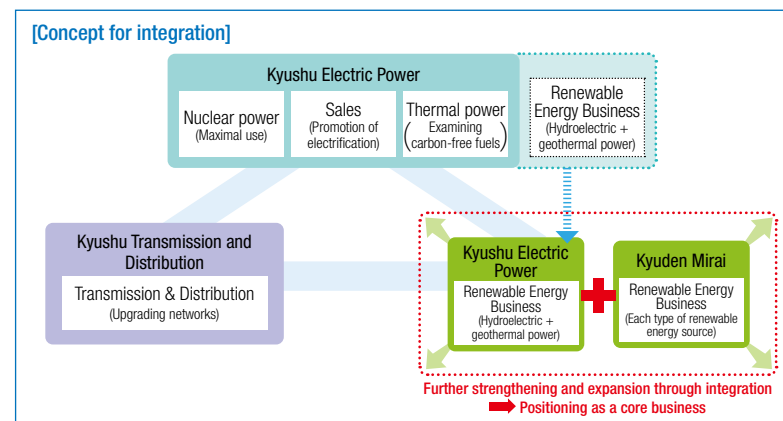 [Concept for integration]
Kyushu Electric Power
Nuclear power
(Maximal use)
Sales
(Promotion of
electrification)
Thermal power
(Examining
carbon-free fuels)
Renewable
Energy Business
(Hydroelectric +
geothermal power)
Kyushu Transmission and
Distribution
Transmission & Distribution
(Upgrading networks)
Kyushu Electric
Power
Renewable Energy
Business
(Hydroelectric +
geothermal power)
Kyuden Mirai
Renewable Energy
Business
(Each type of renewable
energy source)
Further strengthening and expansion through integration
Positioning as a core business